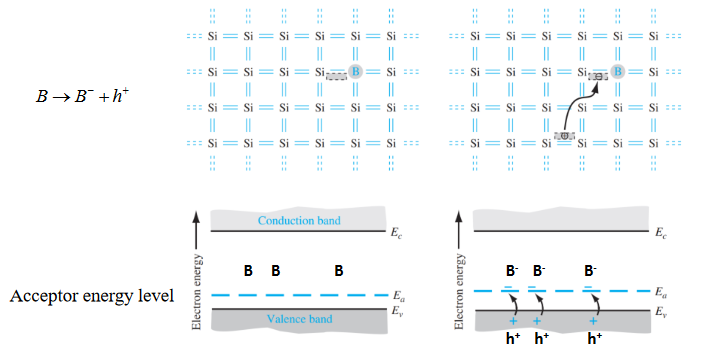 Si Si Si Si Si Si
Si Si Si Si B Si
Si Si Si Si Si Si
Si Si Si Si Si Si
Si Si Si Si Si Si
Si Si Si Si B Si
Si Si Si Si Si Si
Si Si Si Si Si Si
B → B⁻ + h⁺
Acceptor energy level
Electron energy
Conduction band
E_c
B B B
E_a
E_v
Valence band
Electron energy
E_c
B⁻ B⁻ B⁻
− − −
E_a
E_v
+ + +
h⁺ h⁺ h⁺